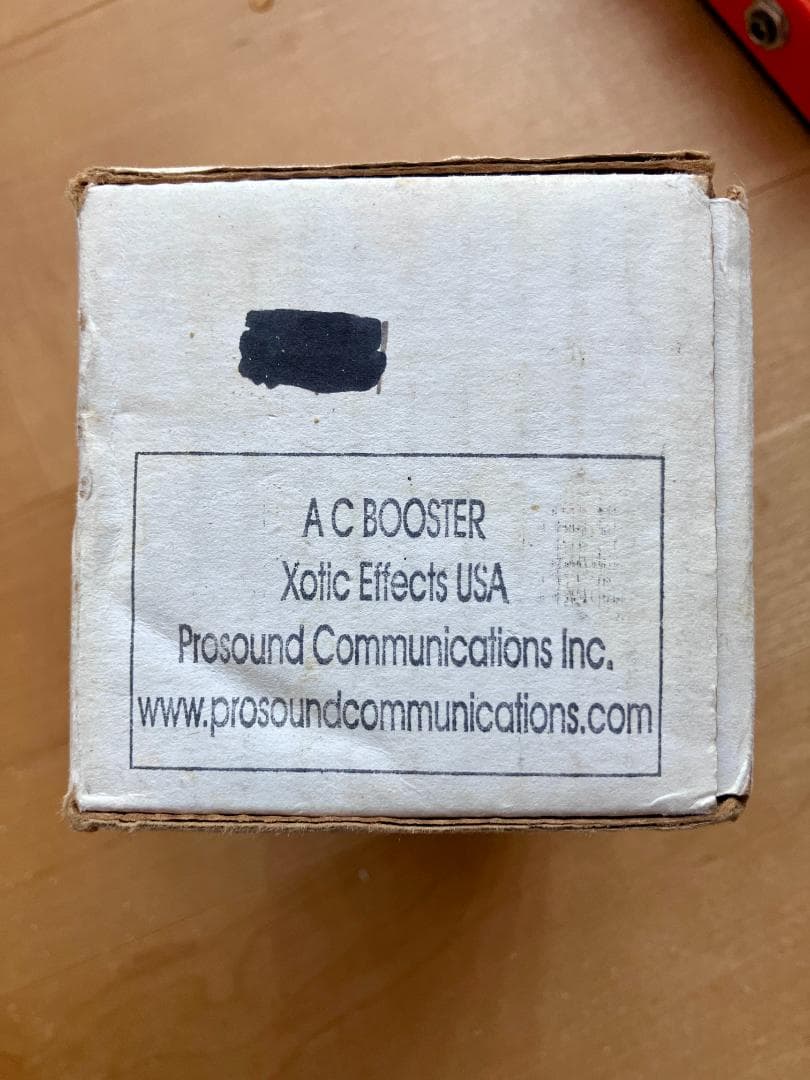 A C BOOSTER
Xotic Effects USA
Prosound Communications Inc.
www.prosoundcommunications.com